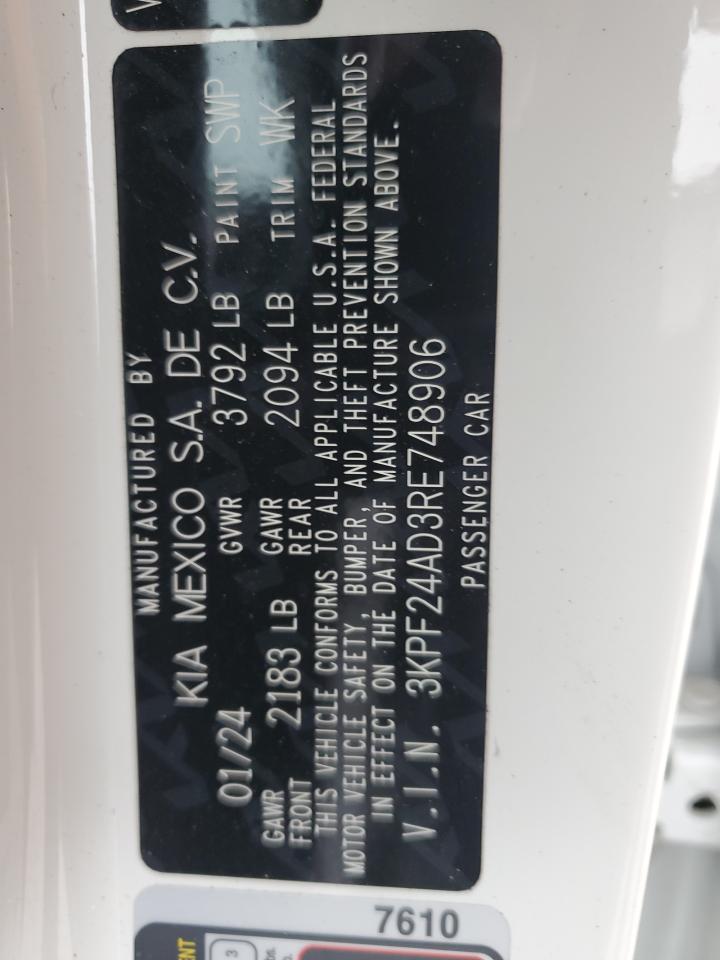 MANUFACTURED BY
KIA MEXICO S.A. DE C.V.
01/24 GVWR 3792 LB PAINT SWP
GAWR FRONT 2183 LB GAWR REAR 2094 LB TRIM WK
THIS VEHICLE CONFORMS TO ALL APPLICABLE U.S.A. FEDERAL
MOTOR VEHICLE SAFETY, BUMPER, AND THEFT PREVENTION STANDARDS
IN EFFECT ON THE DATE OF MANUFACTURE SHOWN ABOVE.
V.I.N. 3KPF24AD3RE748906
PASSENGER CAR
7610
3